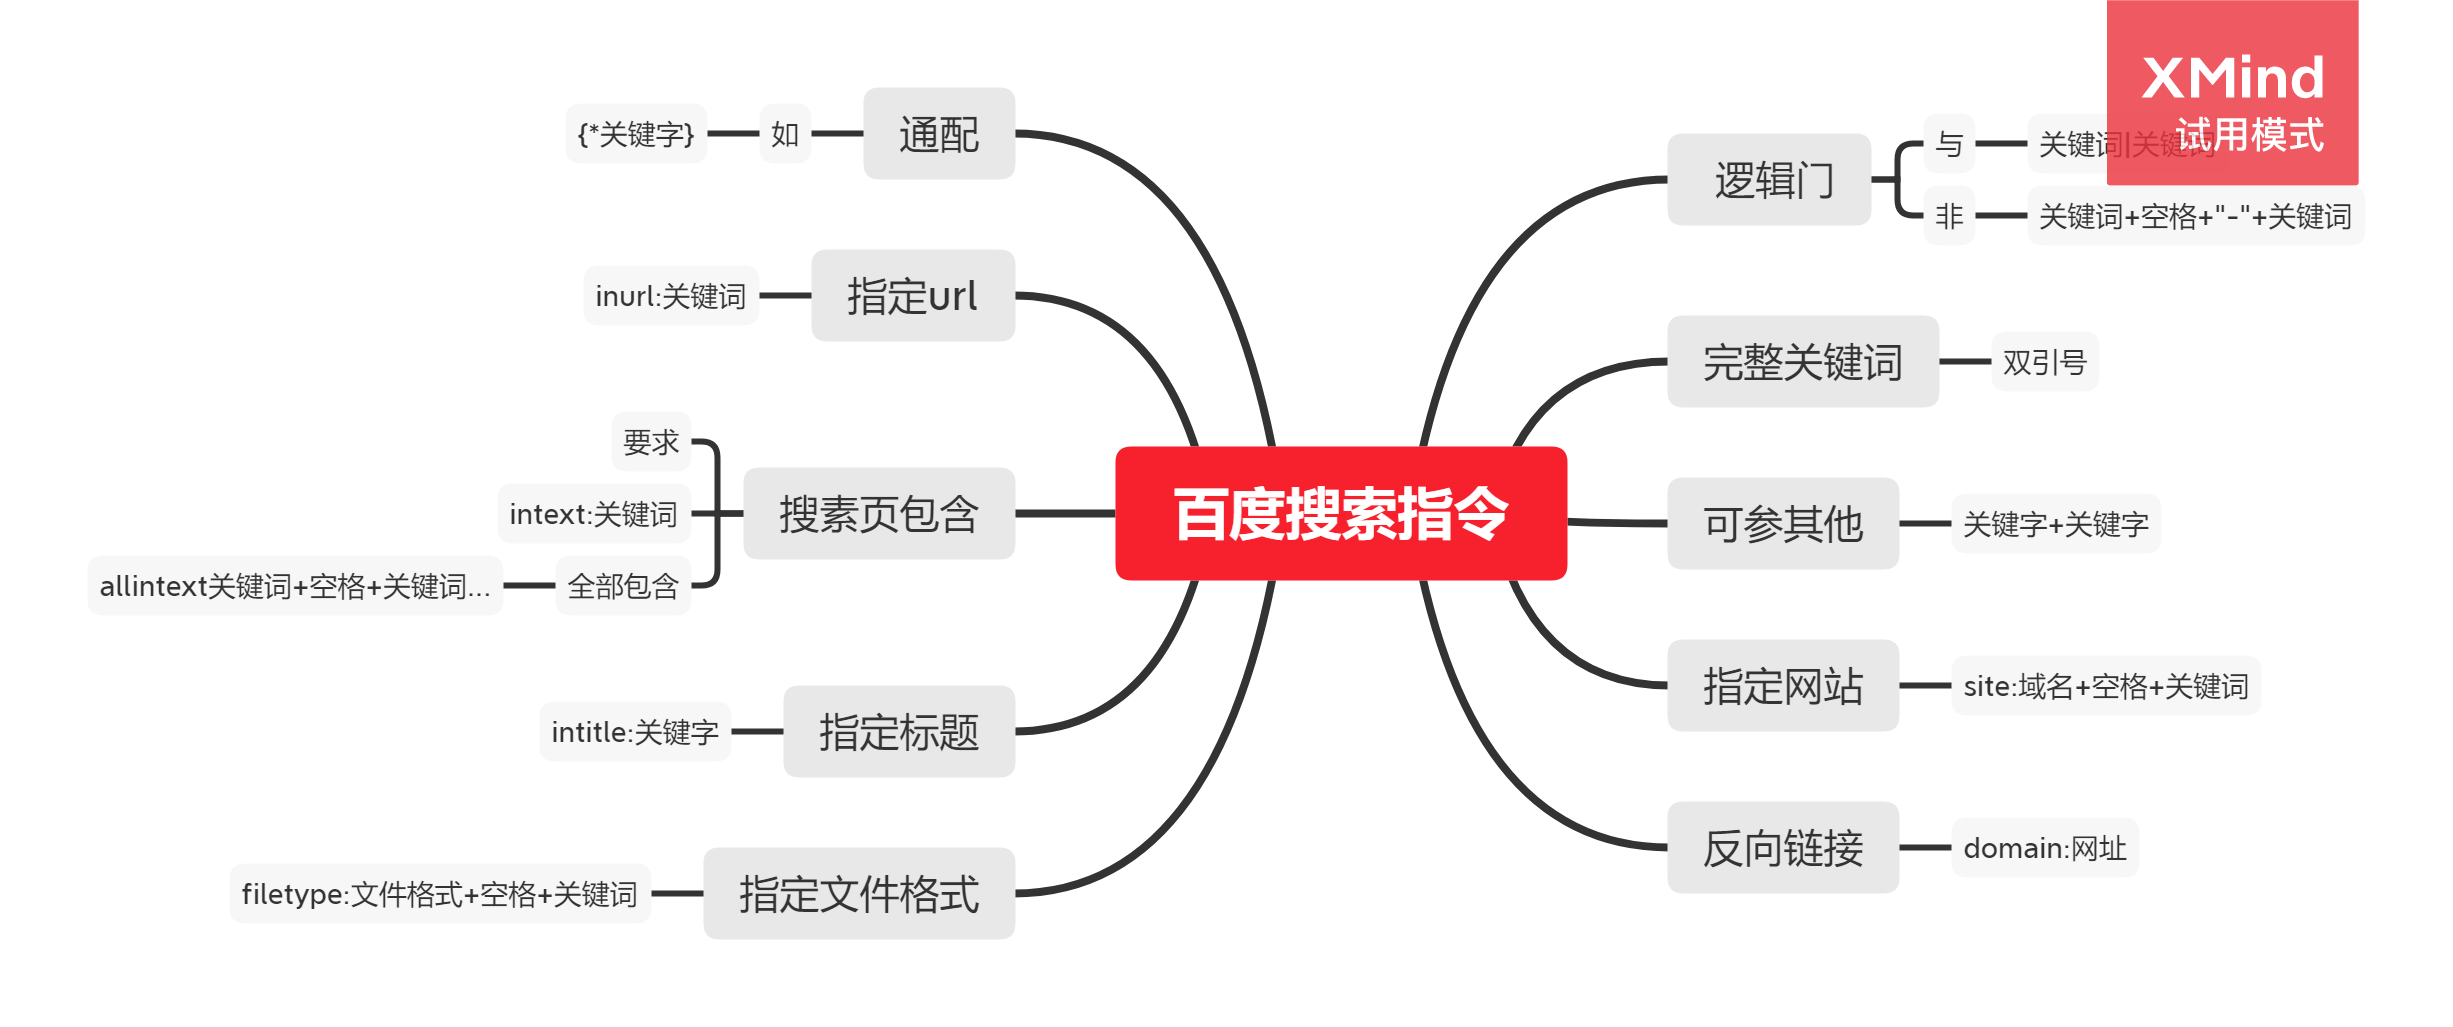 百度搜索指令
逻辑门
与
关键词|关键词
非
关键词+空格+"-"+关键词
完整关键词
双引号
可参其他
关键字+关键字
指定网站
site:域名+空格+关键词
反向链接
domain:网址
通配
如
{*关键字}
指定url
inurl:关键词
搜素页包含
要求
intext:关键词
全部包含
allintext关键词+空格+关键词...
指定标题
intitle:关键字
指定文件格式
filetype:文件格式+空格+关键词
XMind
试用模式